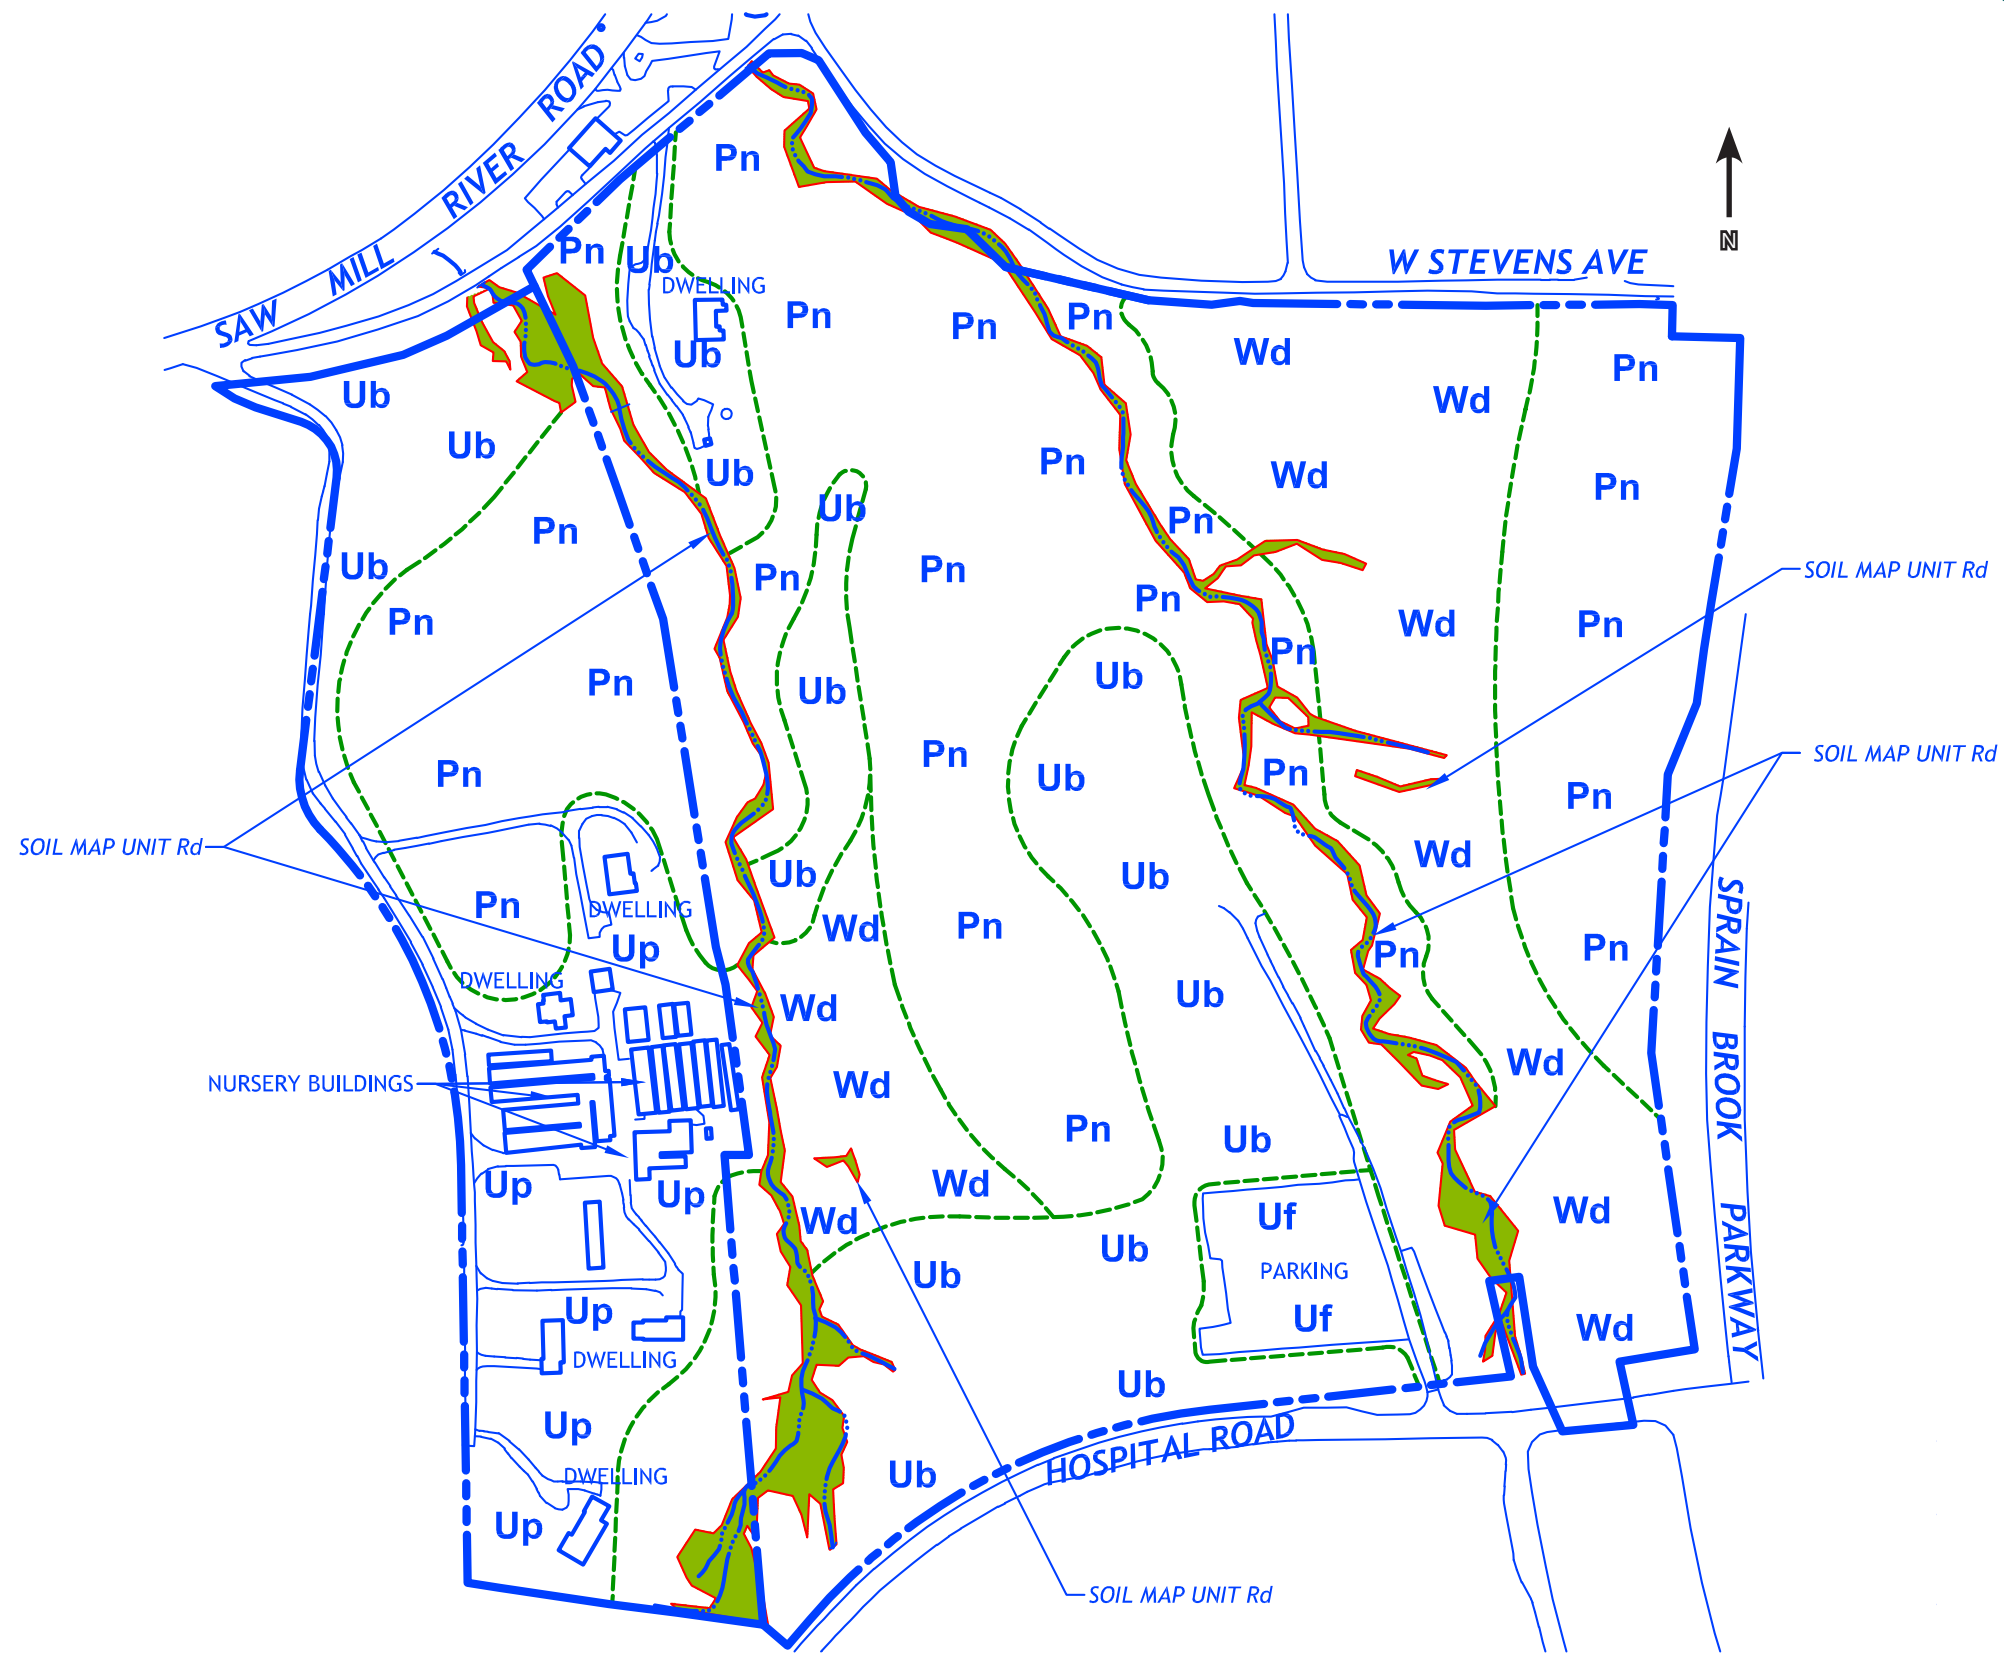 SAW MILL RIVER ROAD
Pn
N
Pn
Ub
W STEVENS AVE
DWELLING
Pn
Pn
Pn
Ub
Wd
Pn
Ub
Wd
Ub
Pn
Ub
Wd
Pn
Ub
Pn
Pn
Ub
Pn
Pn
Pn
SOIL MAP UNIT Rd
Pn
Wd
Pn
Pn
Pn
Ub
Pn
Ub
SOIL MAP UNIT Rd
Pn
Pn
Ub
Pn
Pn
SOIL MAP UNIT Rd
Wd
Ub
Ub
Pn
DWELLING
Wd
Pn
Up
Pn
Pn
SPRAIN BROOK PARKWAY
DWELLING
Ub
Wd
Wd
NURSERY BUILDINGS
Wd
Pn
Ub
Up
Up
Wd
Wd
Wd
Uf
Ub
PARKING
Ub
Up
Uf
Wd
DWELLING
Ub
Up
HOSPITAL ROAD
DWELLING
Ub
Up
SOIL MAP UNIT Rd